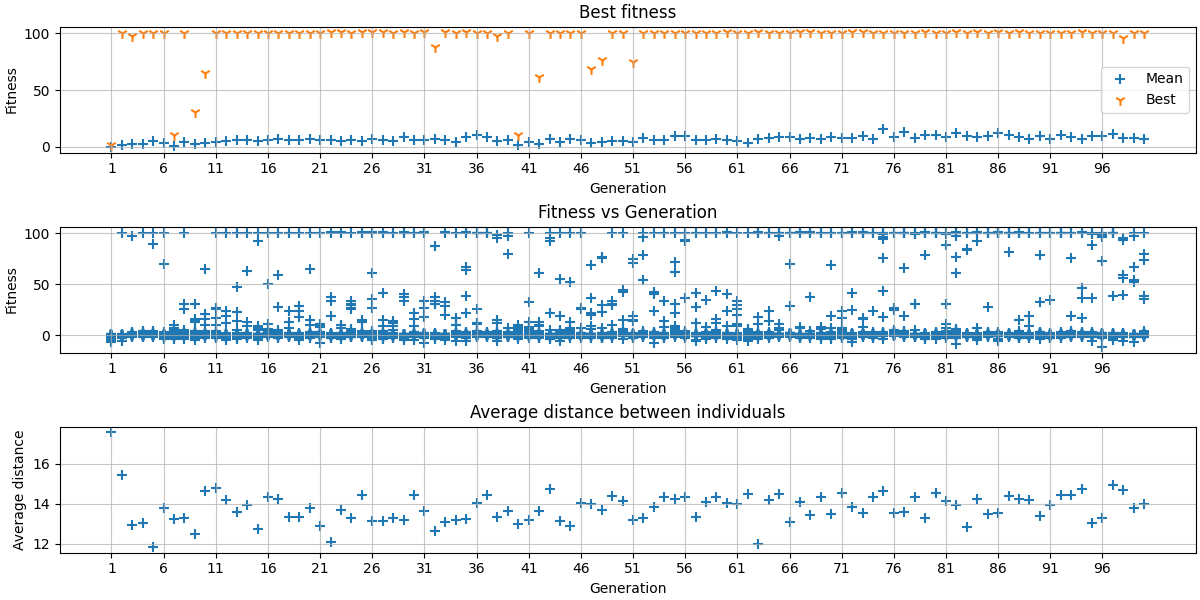 Best fitness
Fitness
100
50
0
Mean
Best
1 6 11 16 21 26 31 36 41 46 51 56 61 66 71 76 81 86 91 96
Generation
Fitness vs Generation
Fitness
100
50
0
1 6 11 16 21 26 31 36 41 46 51 56 61 66 71 76 81 86 91 96
Generation
Average distance between individuals
Average distance
16
14
12
1 6 11 16 21 26 31 36 41 46 51 56 61 66 71 76 81 86 91 96
Generation